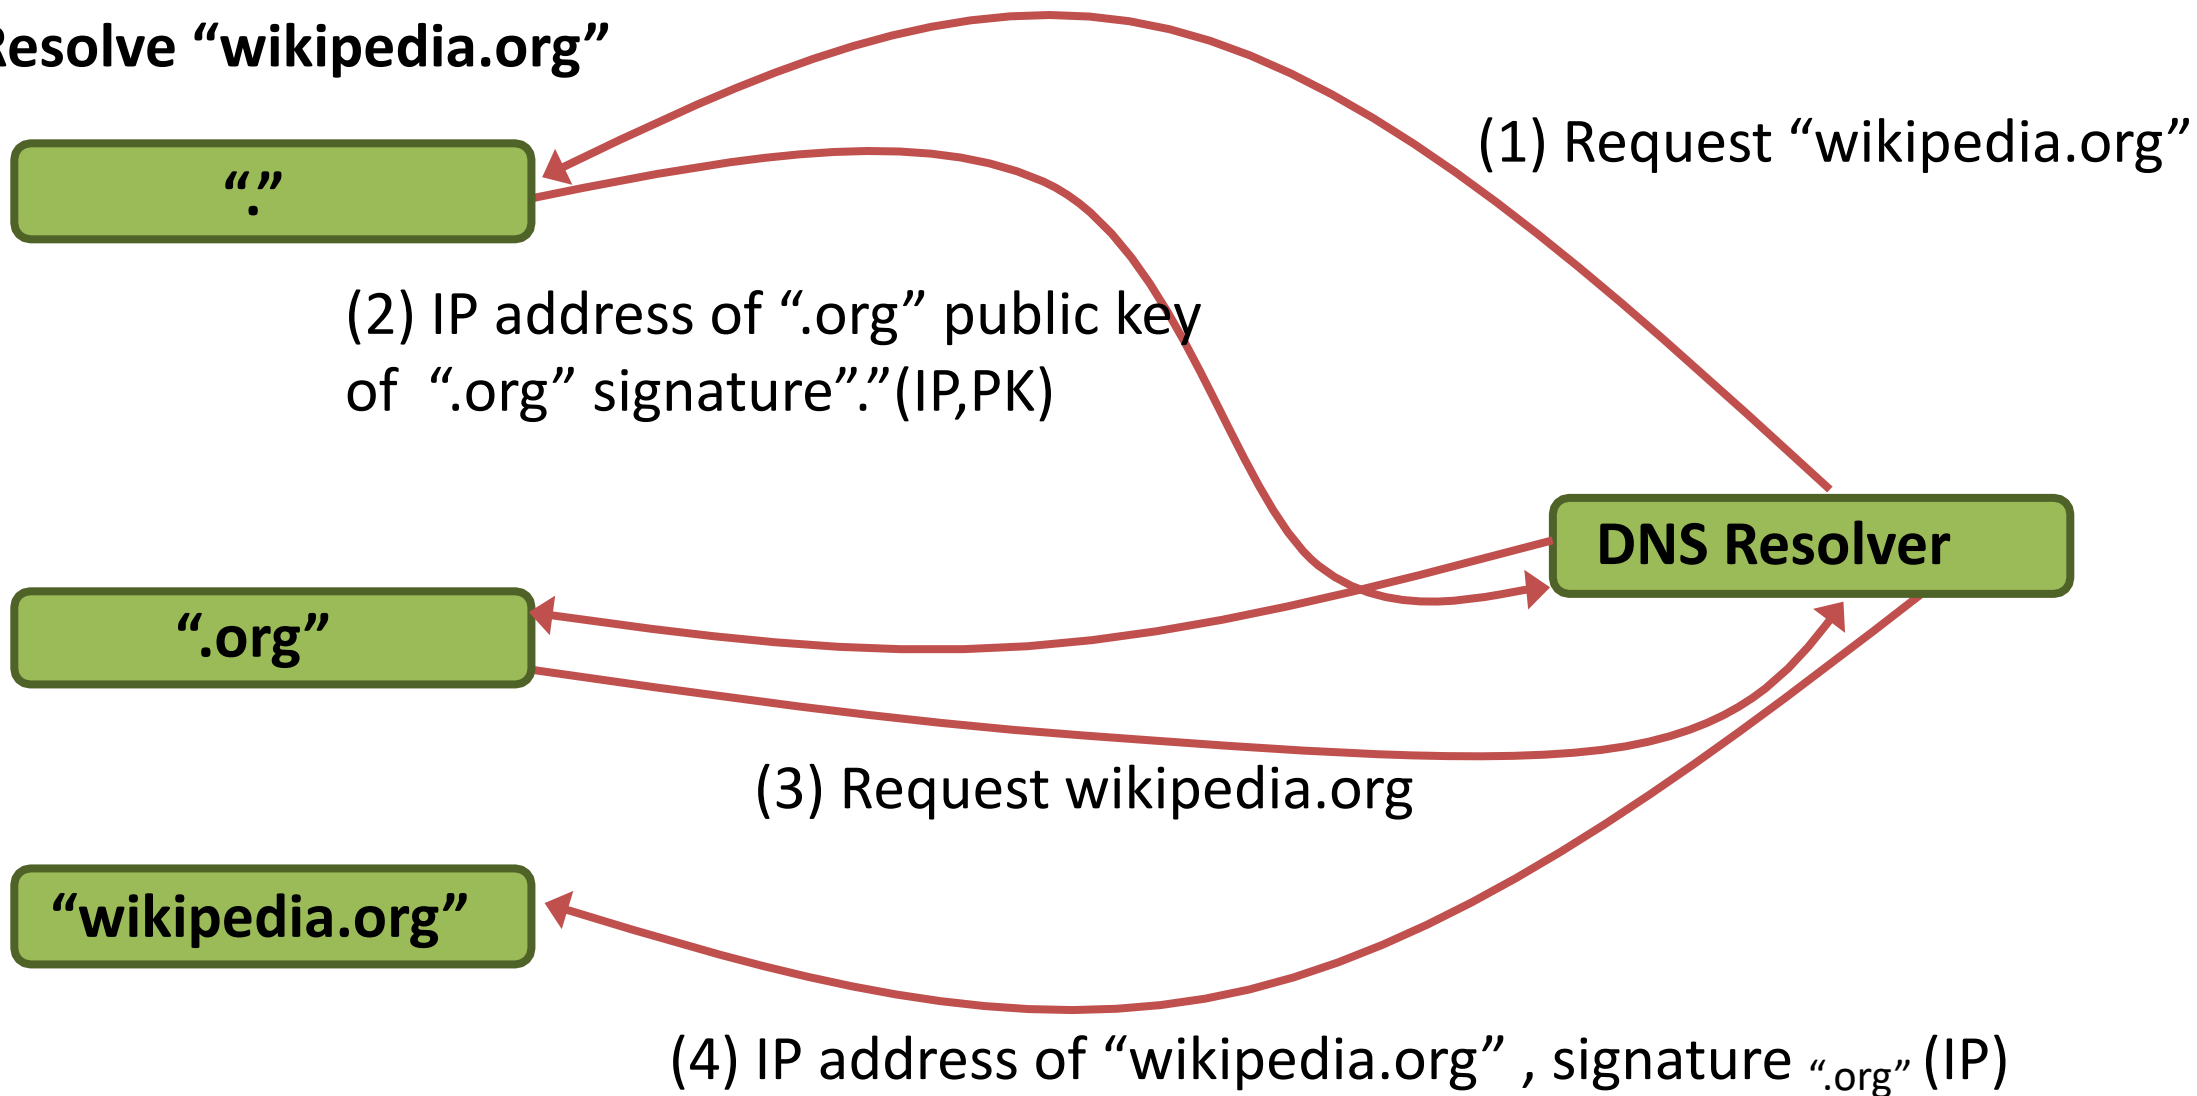 Resolve “wikipedia.org”
(1) Request “wikipedia.org”
“.”
(2) IP address of “.org” public key
of “.org” signature”.”(IP,PK)
DNS Resolver
“.org”
(3) Request wikipedia.org
“wikipedia.org”
(4) IP address of “wikipedia.org” , signature “.org” (IP)